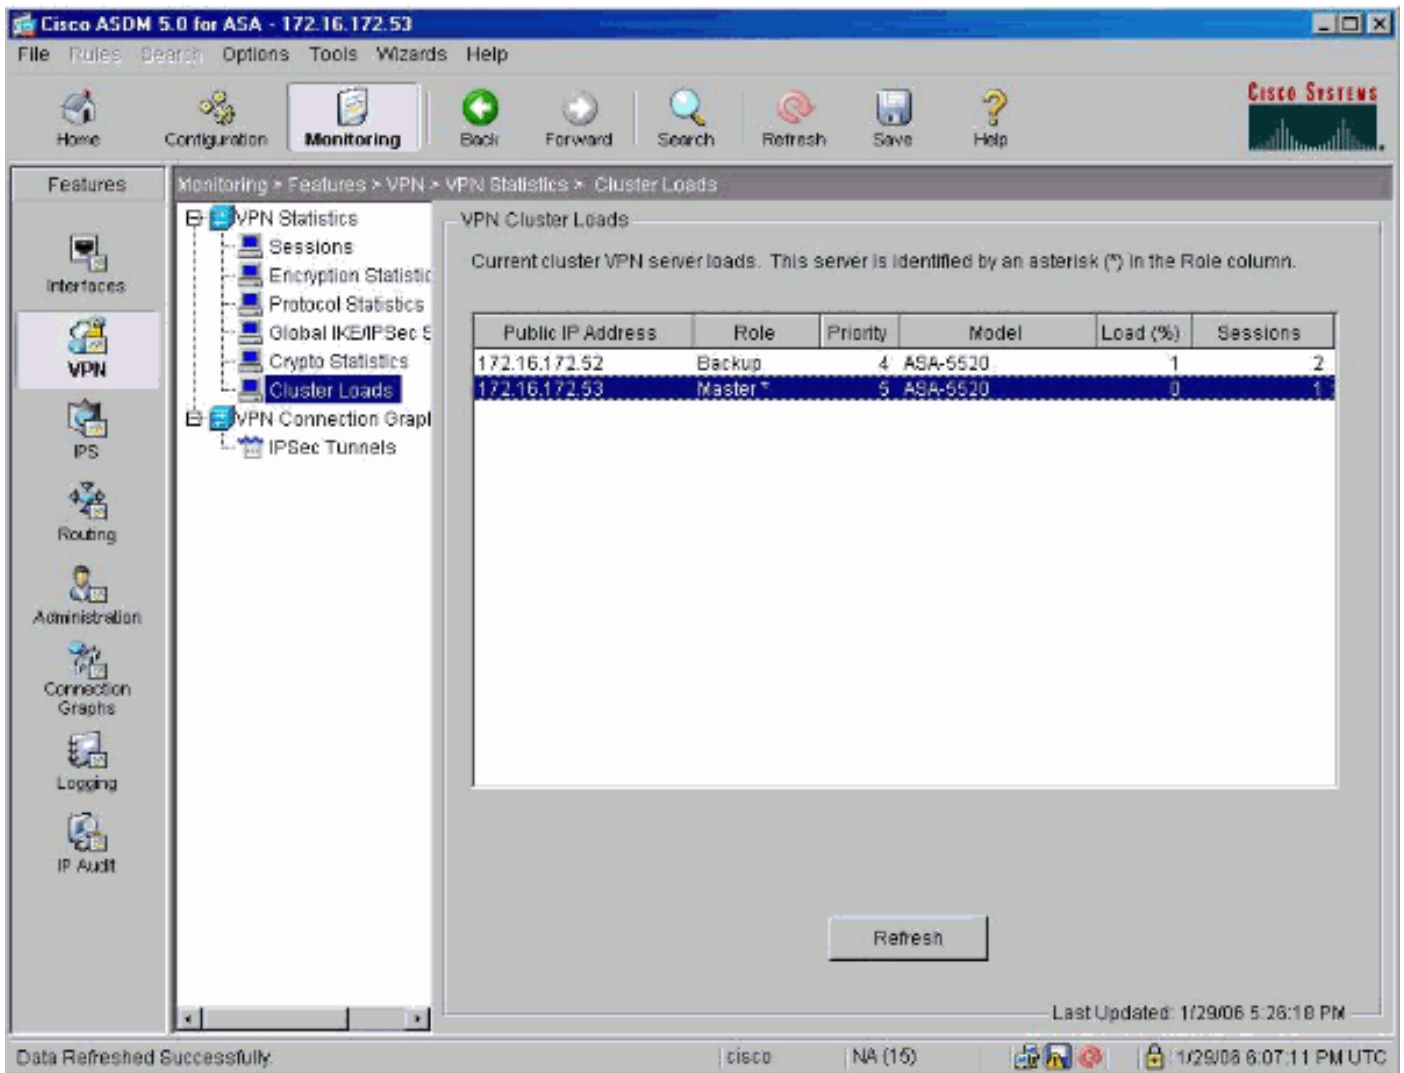 Cisco ASDM 5.0 for ASA - 172.16.172.53
File Rules Search Options Tools Wizards Help
Home Configuration Monitoring Back Forward Search Refresh Save Help
CISCO SYSTEMS
Features
Monitoring > Features > VPN > VPN Statistics > Cluster Loads
Interfaces
VPN
IPS
Routing
Administration
Connection
Graphs
Logging
IP Audit
VPN Statistics
Sessions
Encryption Statistic
Protocol Statistics
Global IKE/IPSec S
Crypto Statistics
Cluster Loads
VPN Connection Grapl
IPSec Tunnels
VPN Cluster Loads
Current cluster VPN server loads. This server is identified by an asterisk (*) in the Role column.
Public IP Address Role Priority Model Load (%) Sessions
172.16.172.52 Backup 4 ASA-5520 1 2
172.16.172.53 Master * 5 ASA-5520 0 1
Refresh
Last Updated: 1/29/06 5:26:18 PM
Data Refreshed Successfully. cisco NA (15) 1/29/06 6:07:11 PM UTC